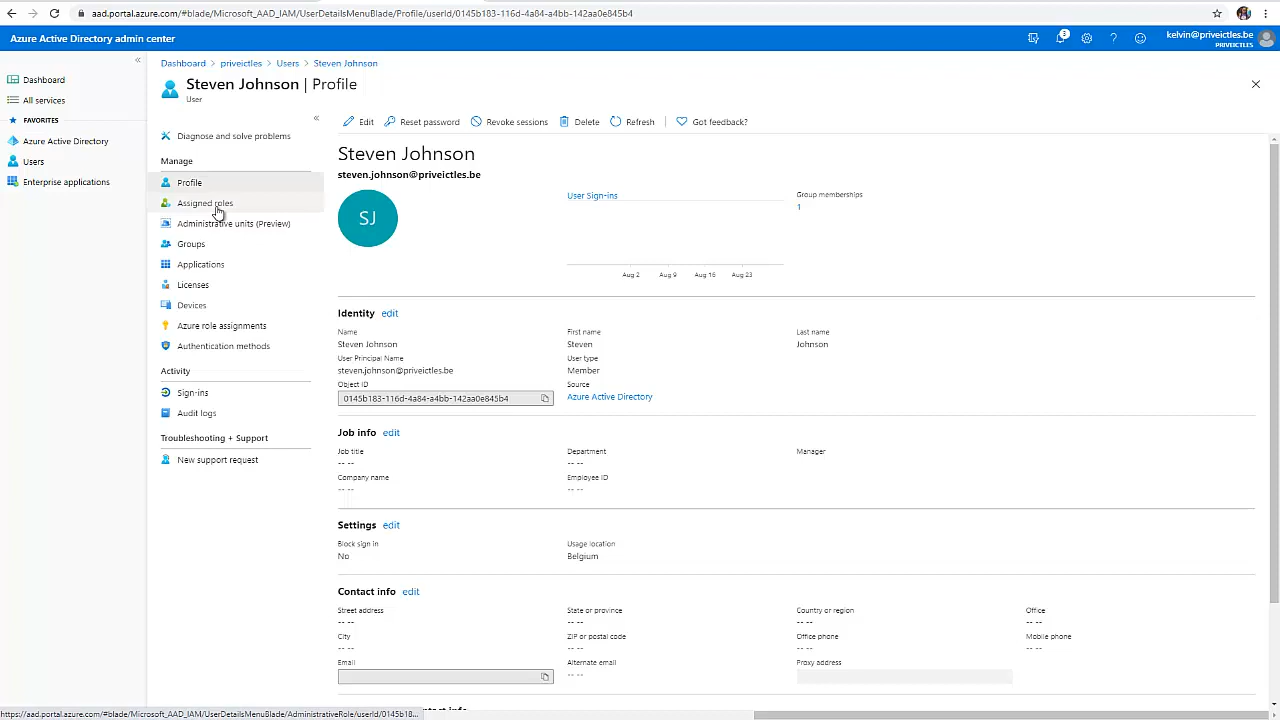 aad.portal.azure.com/#blade/Microsoft_AAD_IAM/UserDetailsMenuBlade/Profile/userId/0145b183-116d-4a84-a4bb-142aa0e845b4
Azure Active Directory admin center
3
kelvin@priveictles.be
PRIVEICTLES
Dashboard
All services
FAVORITES
Azure Active Directory
Users
Enterprise applications
Dashboard > priveictles > Users > Steven Johnson
Steven Johnson | Profile
User
Diagnose and solve problems
Manage
Profile
Assigned roles
Administrative units (Preview)
Groups
Applications
Licenses
Devices
Azure role assignments
Authentication methods
Activity
Sign-ins
Audit logs
Troubleshooting + Support
New support request
Edit Reset password Revoke sessions Delete Refresh Got feedback?
Steven Johnson
steven.johnson@priveictles.be
SJ
User Sign-ins
Aug 2 Aug 9 Aug 16 Aug 23
Group memberships
1
Identity edit
Name First name Last name
Steven Johnson Steven Johnson
User Principal Name User type
steven.johnson@priveictles.be Member
Object ID Source
0145b183-116d-4a84-a4bb-142aa0e845b4 Azure Active Directory
Job info edit
Job title Department Manager
-- -- -- --
Company name Employee ID
-- -- -- --
Settings edit
Block sign in Usage location
No Belgium
Contact info edit
Street address State or province Country or region Office
-- -- -- -- -- -- -- --
City ZIP or postal code Office phone Mobile phone
-- -- -- -- -- -- -- --
Email Alternate email Proxy address
-- --
https://aad.portal.azure.com/#blade/Microsoft_AAD_IAM/UserDetailsMenuBlade/AdministrativeRole/userId/0145b18...